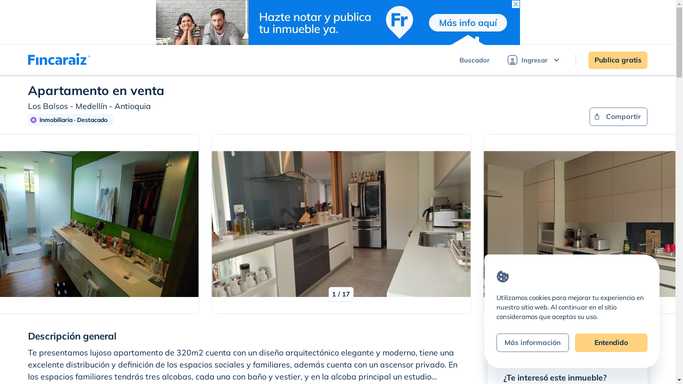 Hazte notar y publica
tu inmueble ya.
Fr
Más info aquí
Fincaraiz
Buscador
Ingresar
Publica gratis
Apartamento en venta
Los Balsos - Medellín - Antioquia
Inmobiliaria · Destacado
Compartir
1 / 17
Utilizamos cookies para mejorar tu experiencia en
nuestro sitio web. Al continuar en el sitio
consideramos que aceptas su uso.
Más información
Entendido
Descripción general
Te presentamos lujoso apartamento de 320m2 cuenta con un diseño arquitectónico elegante y moderno, tiene una
excelente distribución y definición de los espacios sociales y familiares, además cuenta con un ascensor privado. En
los espacios familiares tendrás tres alcobas, cada una con baño y vestier, y en la alcoba principal un estudio...
¿Te interesó este inmueble?